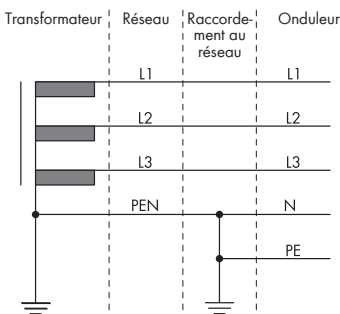 Transformateur Réseau Raccorde- Onduleur
ment au
réseau
L1 L1
L2 L2
L3 L3
PEN N
PE